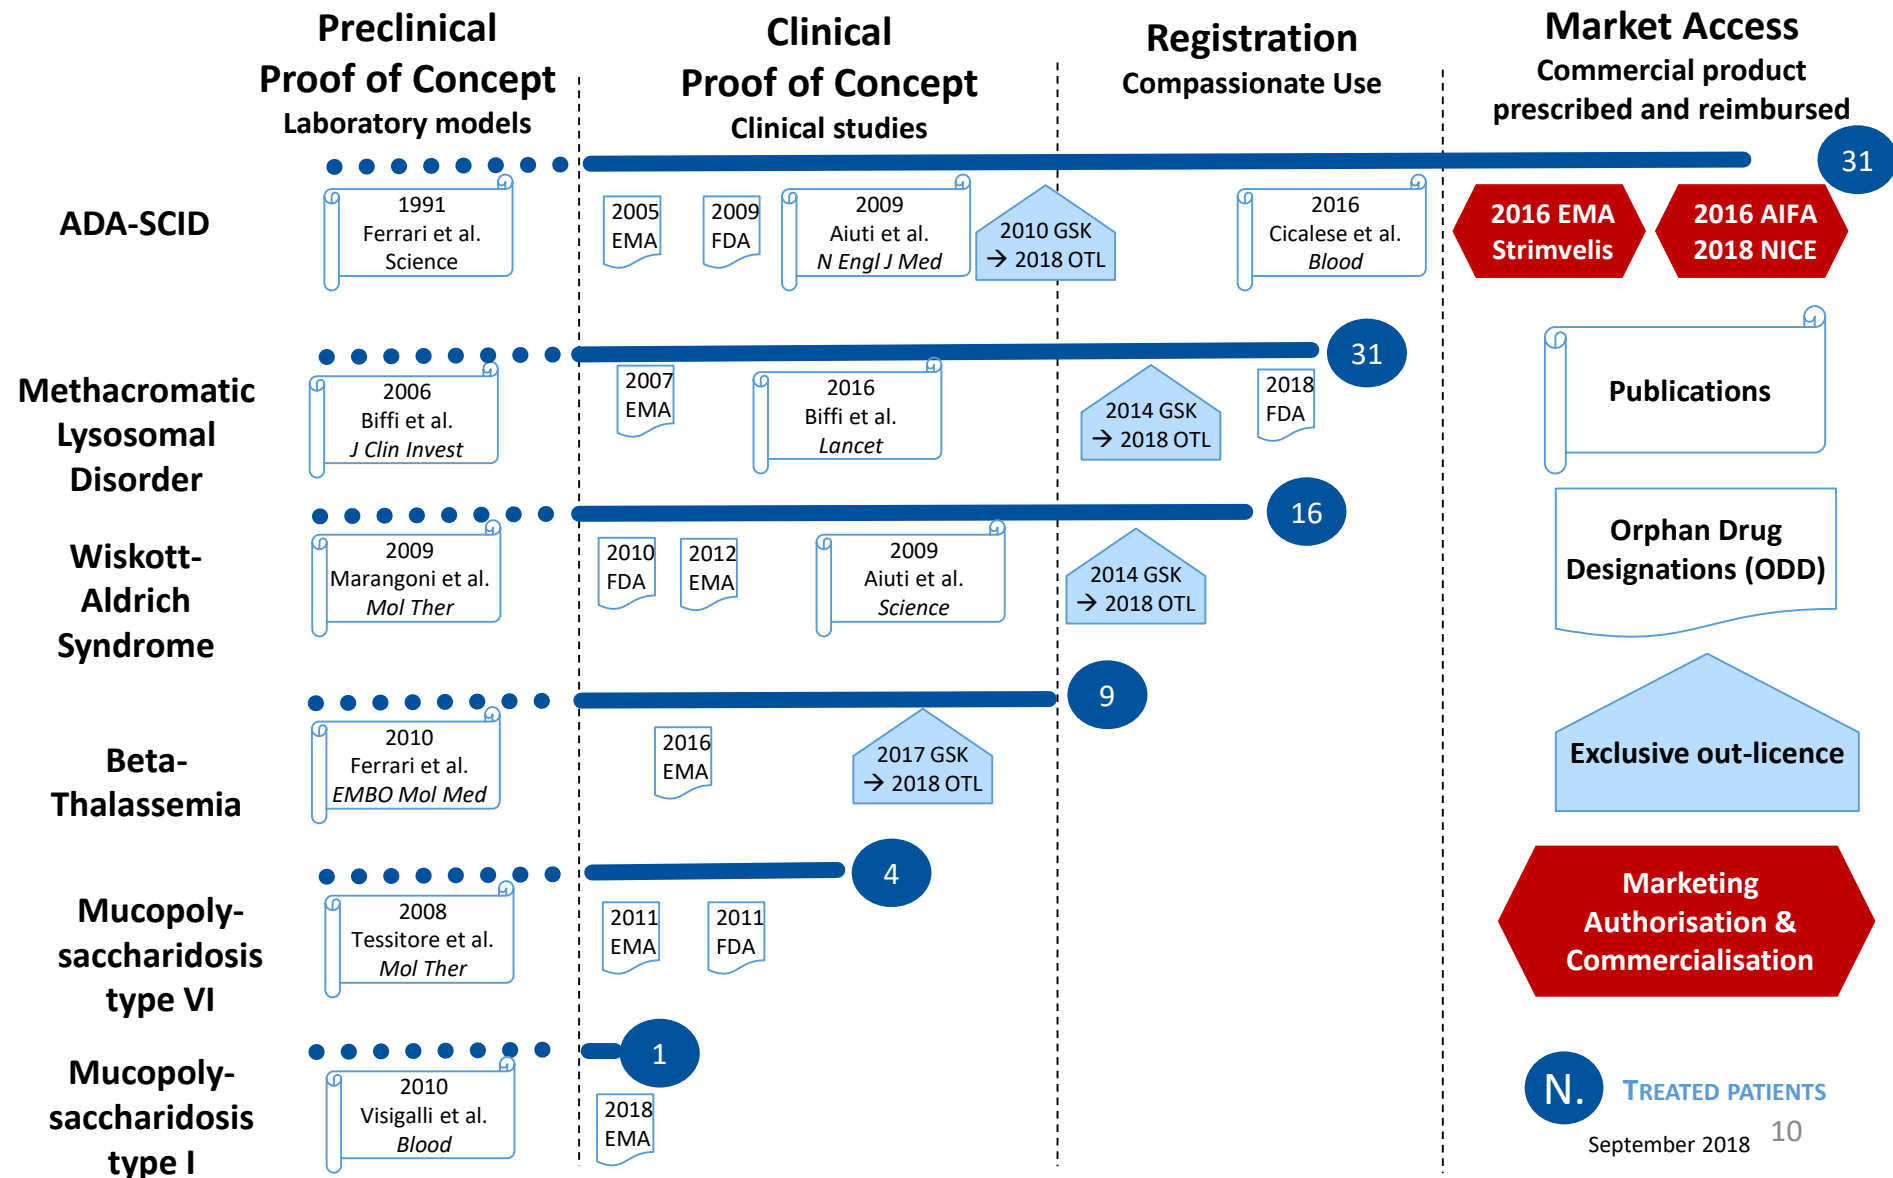 Preclinical
Proof of Concept
Laboratory models
Clinical
Proof of Concept
Clinical studies
Registration
Compassionate Use
Market Access
Commercial product
prescribed and reimbursed
ADA-SCID
1991
Ferrari et al.
Science
2005
EMA
2009
FDA
2009
Aiuti et al.
N Engl J Med
2010 GSK
→ 2018 OTL
2016
Cicalese et al.
Blood
31
2016 EMA
Strimvelis
2016 AIFA
2018 NICE
Methacromatic
Lysosomal
Disorder
2006
Biffi et al.
J Clin Invest
2007
EMA
2016
Biffi et al.
Lancet
2014 GSK
→ 2018 OTL
2018
FDA
31
Publications
Wiskott-
Aldrich
Syndrome
2009
Marangoni et al.
Mol Ther
2010
FDA
2012
EMA
2009
Aiuti et al.
Science
2014 GSK
→ 2018 OTL
16
Orphan Drug
Designations (ODD)
Beta-
Thalassemia
2010
Ferrari et al.
EMBO Mol Med
2016
EMA
2017 GSK
→ 2018 OTL
9
Exclusive out-licence
Mucopoly-
saccharidosis
type VI
2008
Tessitore et al.
Mol Ther
2011
EMA
2011
FDA
4
Marketing
Authorisation &
Commercialisation
Mucopoly-
saccharidosis
type I
2010
Visigalli et al.
Blood
2018
EMA
1
N.
TREATED PATIENTS
September 2018
10